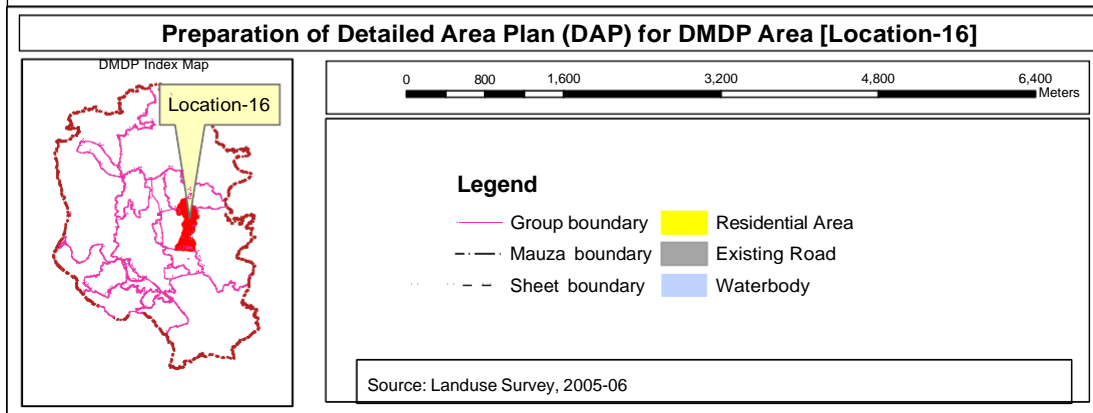 Preparation of Detailed Area Plan (DAP) for DMDP Area [Location-16]
DMDP Index Map
Location-16
0 800 1,600 3,200 4,800 6,400
Meters
Legend
Group boundary
Mauza boundary
Sheet boundary
Residential Area
Existing Road
Waterbody
Source: Landuse Survey, 2005-06